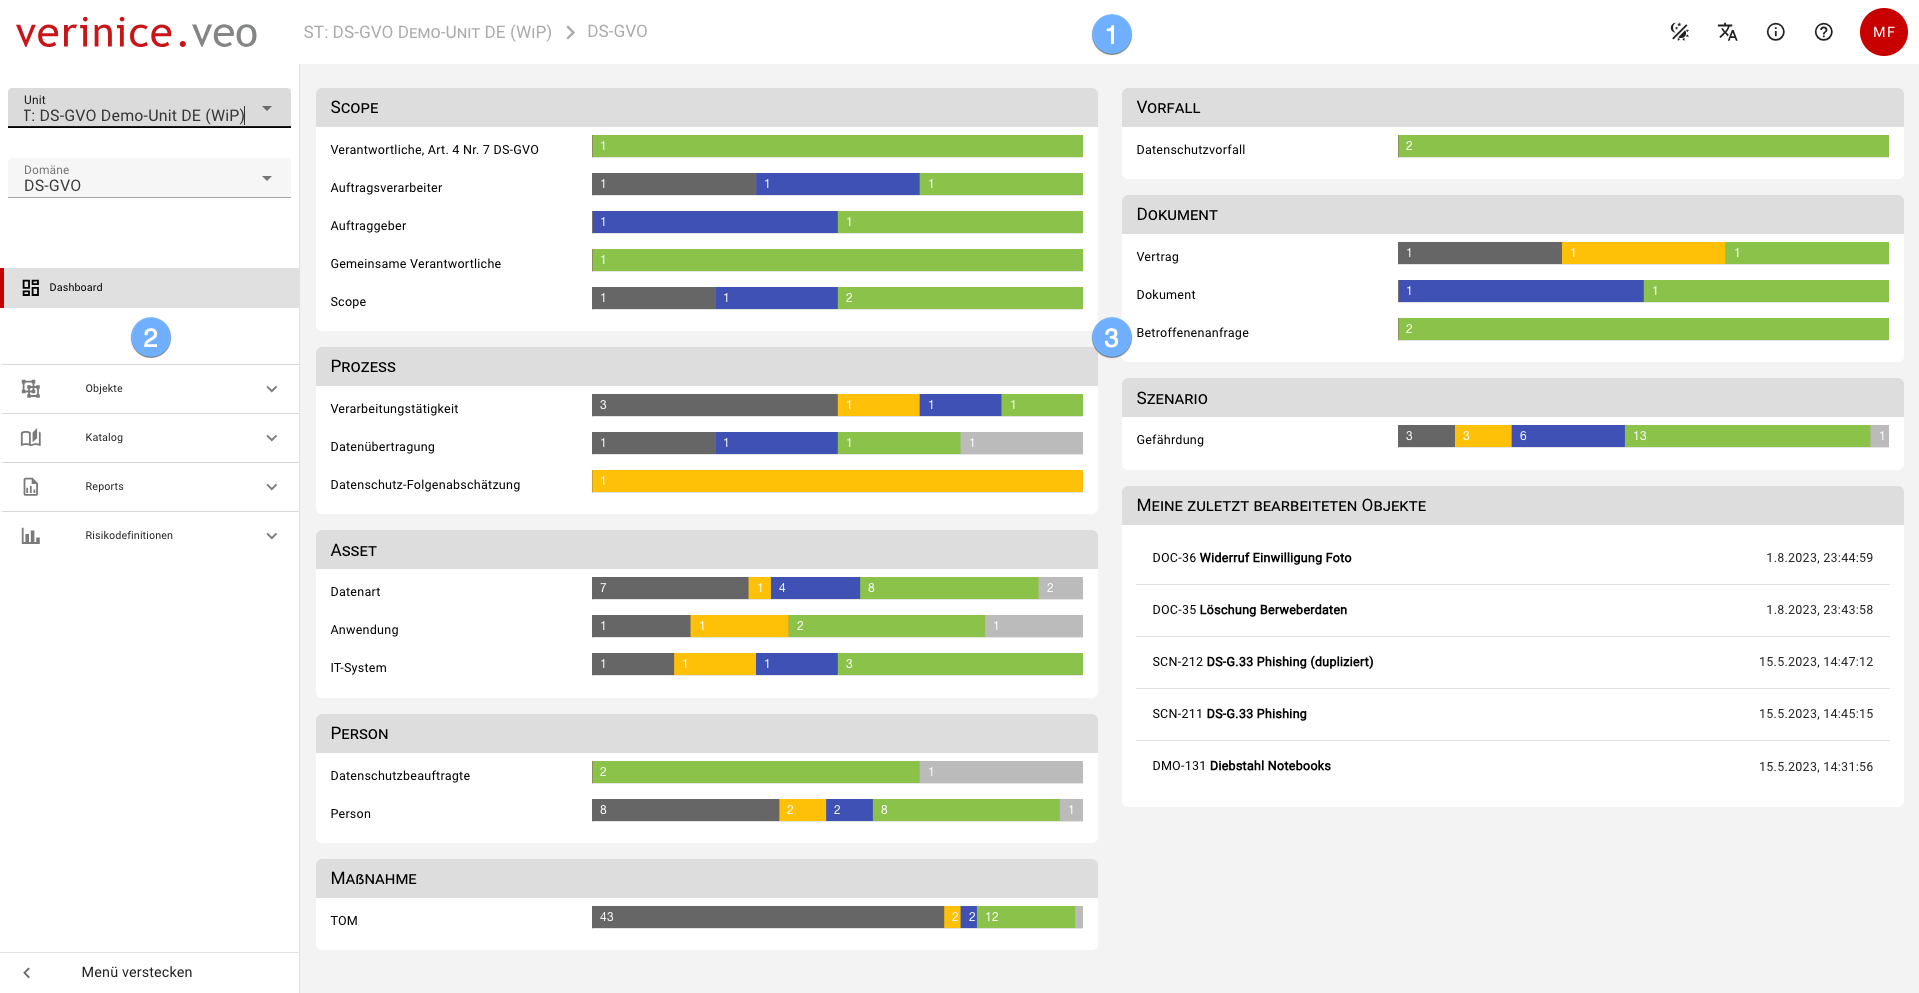 verinice.veo
ST: DS-GVO Demo-Unit DE (WiP) > DS-GVO
1
MF
Unit
T: DS-GVO Demo-Unit DE (WiP)
Domäne
DS-GVO
Dashboard
2
Objekte
Katalog
Reports
Risikodefinitionen
Menü verstecken
Scope
Verantwortliche, Art. 4 Nr. 7 DS-GVO 1
Auftragsverarbeiter 1 1 1
Auftraggeber 1 1
Gemeinsame Verantwortliche 1
Scope 1 1 2
Prozess
Verarbeitungstätigkeit 3 1 1 1
Datenübertragung 1 1 1 1
Datenschutz-Folgenabschätzung 1
Asset
Datenart 7 1 4 8 2
Anwendung 1 1 2 1
IT-System 1 1 1 3
Person
Datenschutzbeauftragte 2 1
Person 8 2 2 8 1
Maßnahme
TOM 43 2 2 12
3
Vorfall
Datenschutzvorfall 2
Dokument
Vertrag 1 1 1
Dokument 1 1
Betroffenenanfrage 2
Szenario
Gefährdung 3 3 6 13 1
Meine zuletzt bearbeiteten Objekte
DOC-36 Widerruf Einwilligung Foto 1.8.2023, 23:44:59
DOC-35 Löschung Berweberdaten 1.8.2023, 23:43:58
SCN-212 DS-G.33 Phishing (dupliziert) 15.5.2023, 14:47:12
SCN-211 DS-G.33 Phishing 15.5.2023, 14:45:15
DMO-131 Diebstahl Notebooks 15.5.2023, 14:31:56